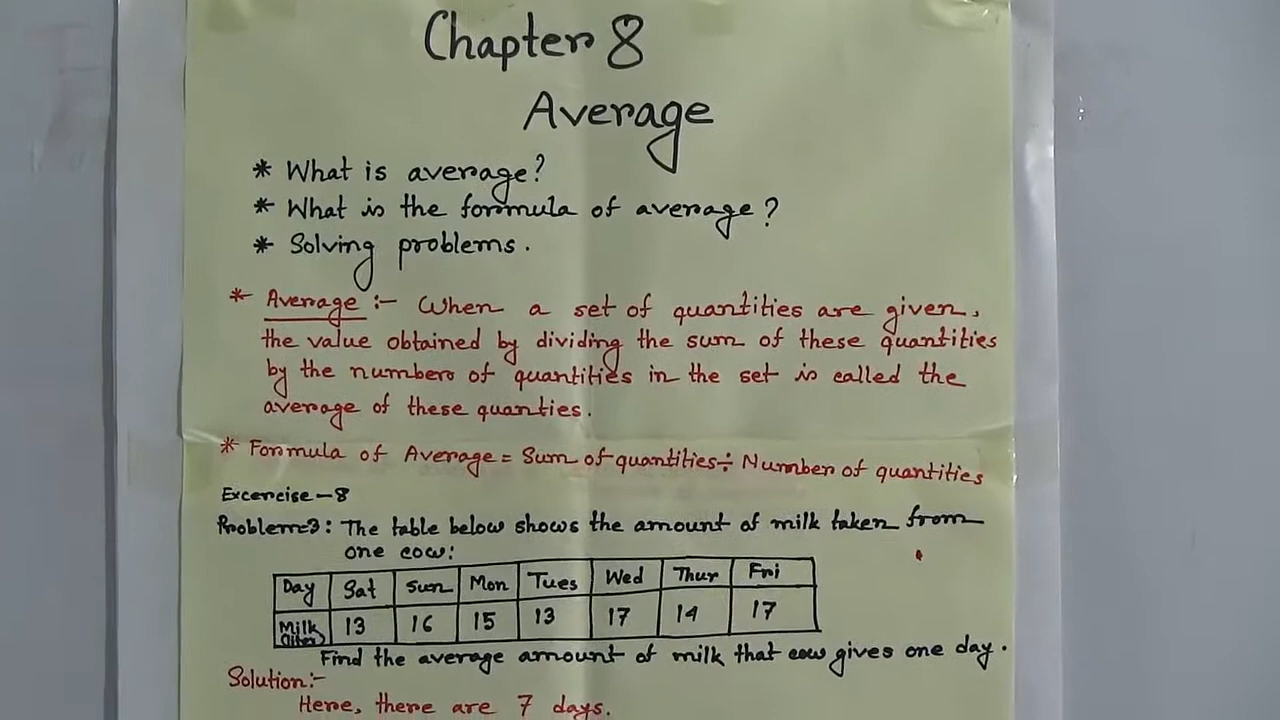 Chapter 8
Average
* What is average?
* What is the formula of average?
* Solving problems.
* Average :- When a set of quantities are given,
the value obtained by dividing the sum of these quantities
by the numbers of quantities in the set is called the
average of these quanties.
* Formula of Average = Sum of quantities ÷ Number of quantities
Excercise-8
Problem-3: The table below shows the amount of milk taken from
one cow:
Day Sat Sun Mon Tues Wed Thur Fri
Milk (liter) 13 16 15 13 17 14 17
Find the average amount of milk that cow gives one day.
Solution:-
Here, there are 7 days.